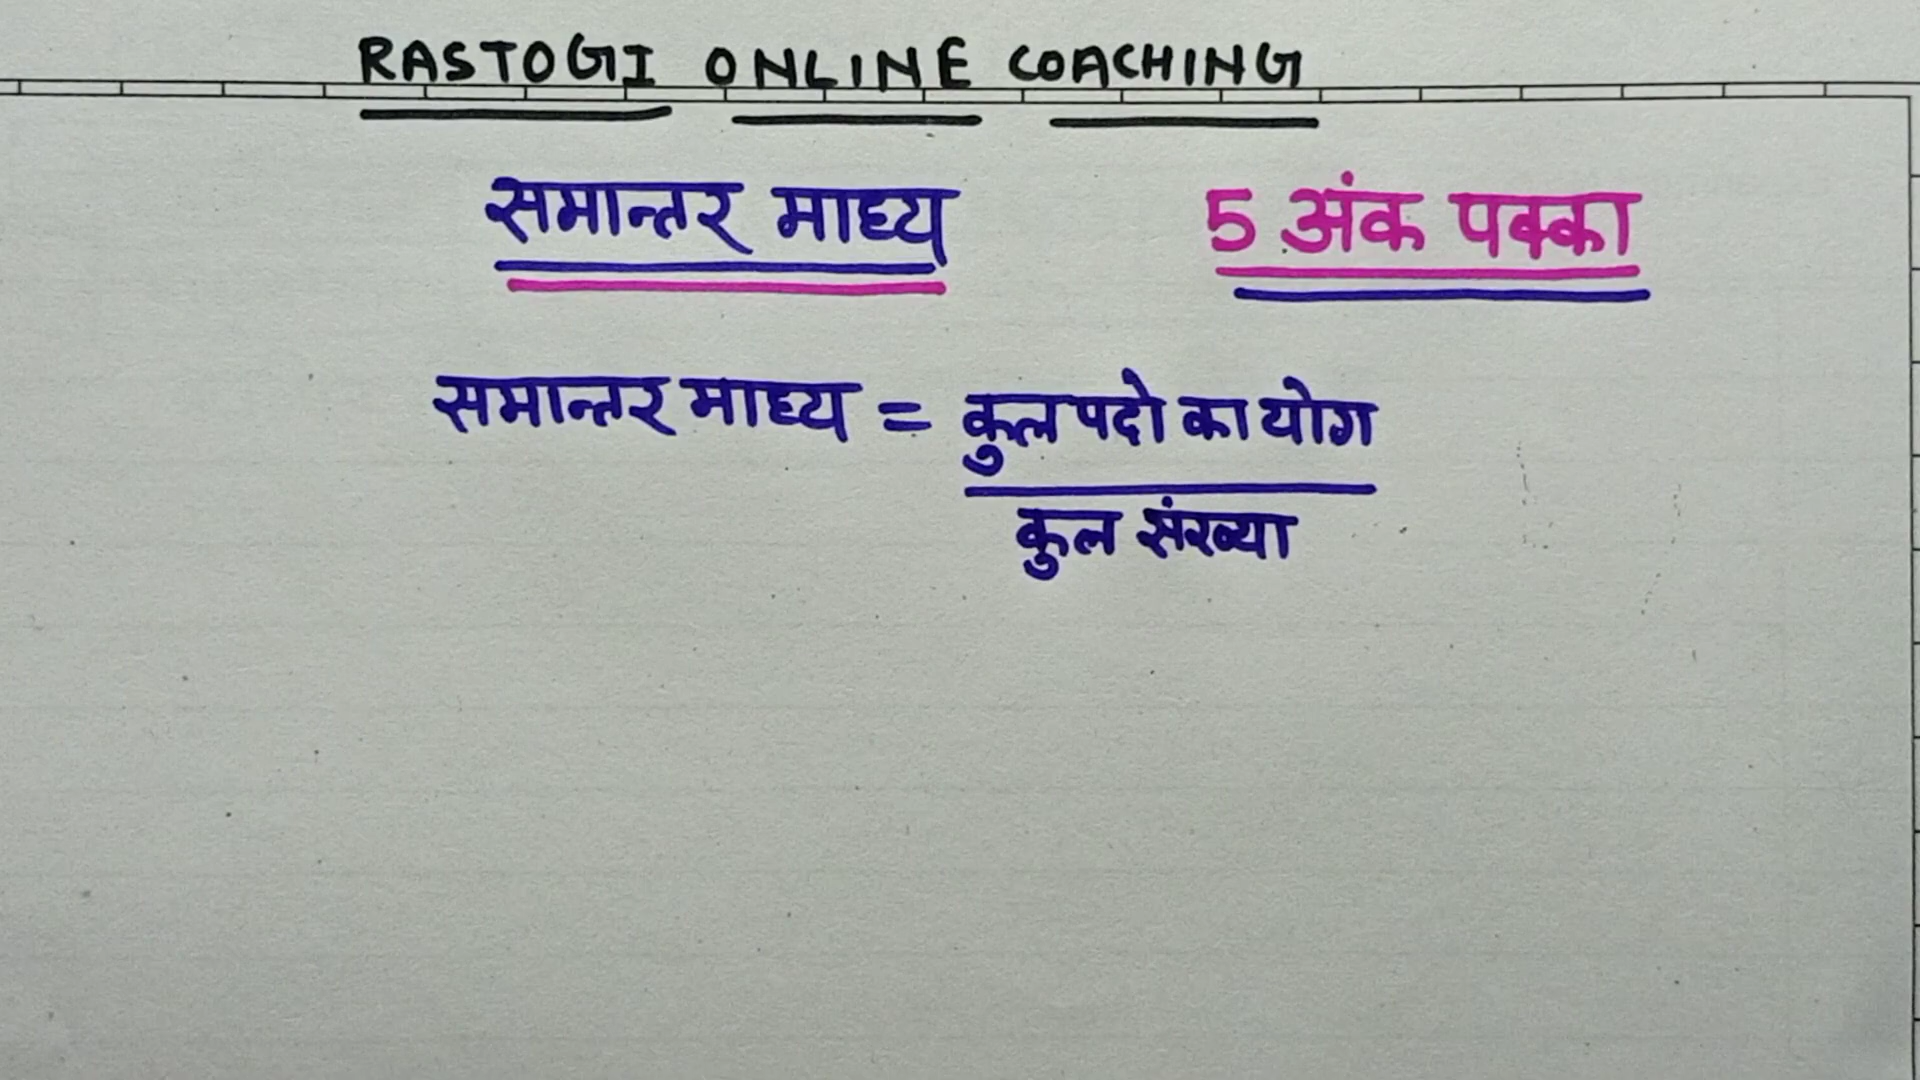 RASTOGI ONLINE COACHING
समान्तर माध्य 5 अंक पक्का
समान्तर माध्य = कुल पदो का योग
कुल संख्या